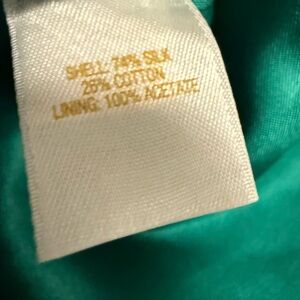 SHELL: 74% SILK
26% COTTON
LINING: 100% ACETATE